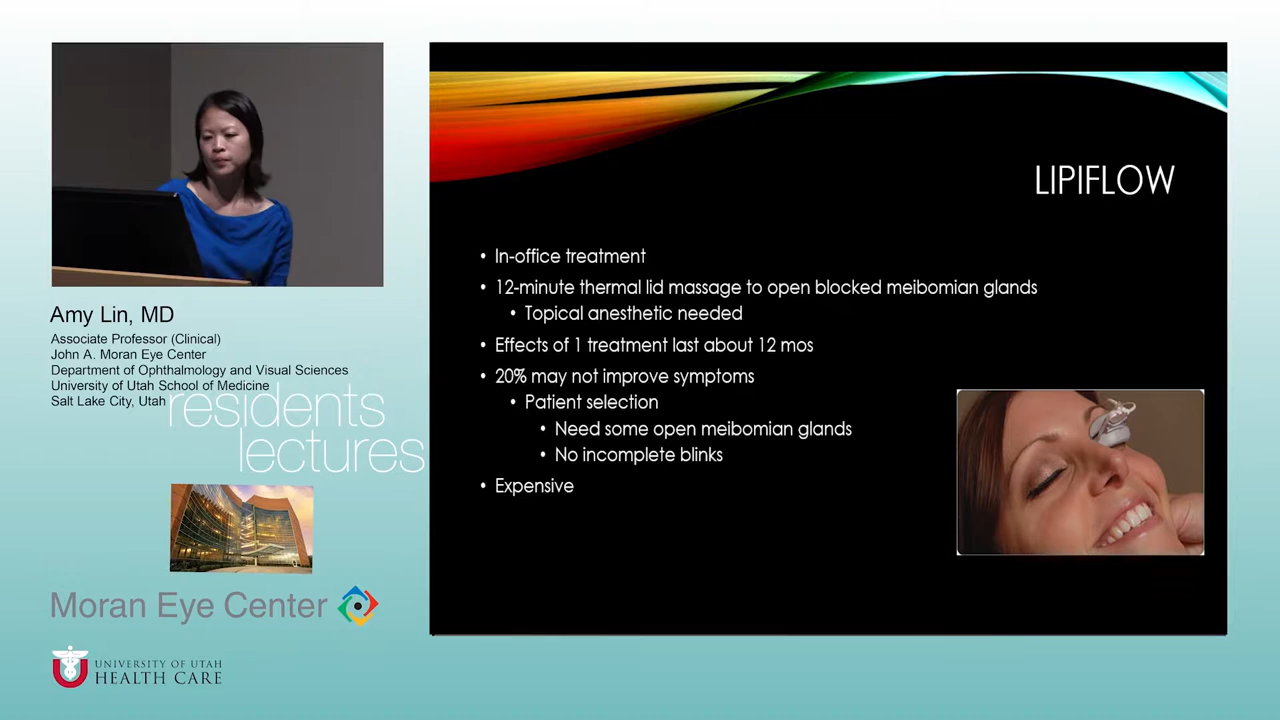 Amy Lin, MD
Associate Professor (Clinical)
John A. Moran Eye Center
Department of Ophthalmology and Visual Sciences
University of Utah School of Medicine
Salt Lake City, Utah
residents
lectures
Moran Eye Center
UNIVERSITY OF UTAH
HEALTH CARE
LIPIFLOW
• In-office treatment
• 12-minute thermal lid massage to open blocked meibomian glands
• Topical anesthetic needed
• Effects of 1 treatment last about 12 mos
• 20% may not improve symptoms
• Patient selection
• Need some open meibomian glands
• No incomplete blinks
• Expensive